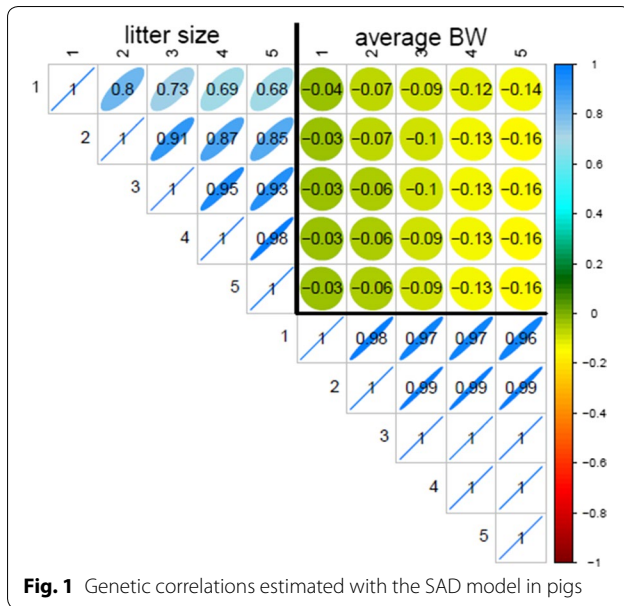 litter size average BW
1 2 3 4 5 1 2 3 4 5
1 1 0.8 0.73 0.69 0.68 −0.04 −0.07 −0.09 −0.12 −0.14
2 1 0.91 0.87 0.85 −0.03 −0.07 −0.1 −0.13 −0.16
3 1 0.95 0.93 −0.03 −0.06 −0.1 −0.13 −0.16
4 1 0.98 −0.03 −0.06 −0.09 −0.13 −0.16
5 1 −0.03 −0.06 −0.09 −0.13 −0.16
1 1 0.98 0.97 0.97 0.96
2 1 0.99 0.99 0.99
3 1 1 1
4 1 1
5 1
1
0.8
0.6
0.4
0.2
0
−0.2
−0.4
−0.6
−0.8
−1
Fig. 1 Genetic correlations estimated with the SAD model in pigs